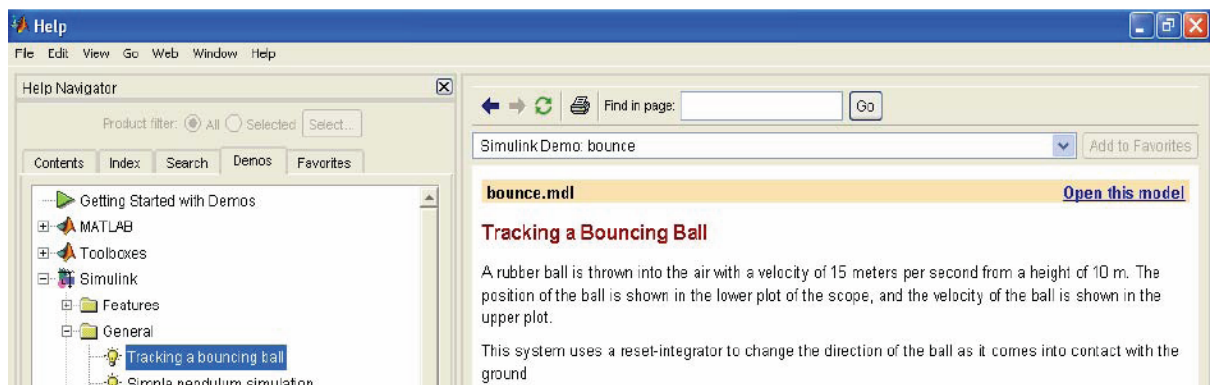 Help
File Edit View Go Web Window Help
Help Navigator
Product filter: All Selected Select...
Contents Index Search Demos Favorites
Getting Started with Demos
MATLAB
Toolboxes
Simulink
Features
General
Tracking a bouncing ball
Simple pendulum simulation
Find in page: Go
Simulink Demo: bounce Add to Favorites
bounce.mdl Open this model
Tracking a Bouncing Ball
A rubber ball is thrown into the air with a velocity of 15 meters per second from a height of 10 m. The
position of the ball is shown in the lower plot of the scope, and the velocity of the ball is shown in the
upper plot.
This system uses a reset-integrator to change the direction of the ball as it comes into contact with the
ground